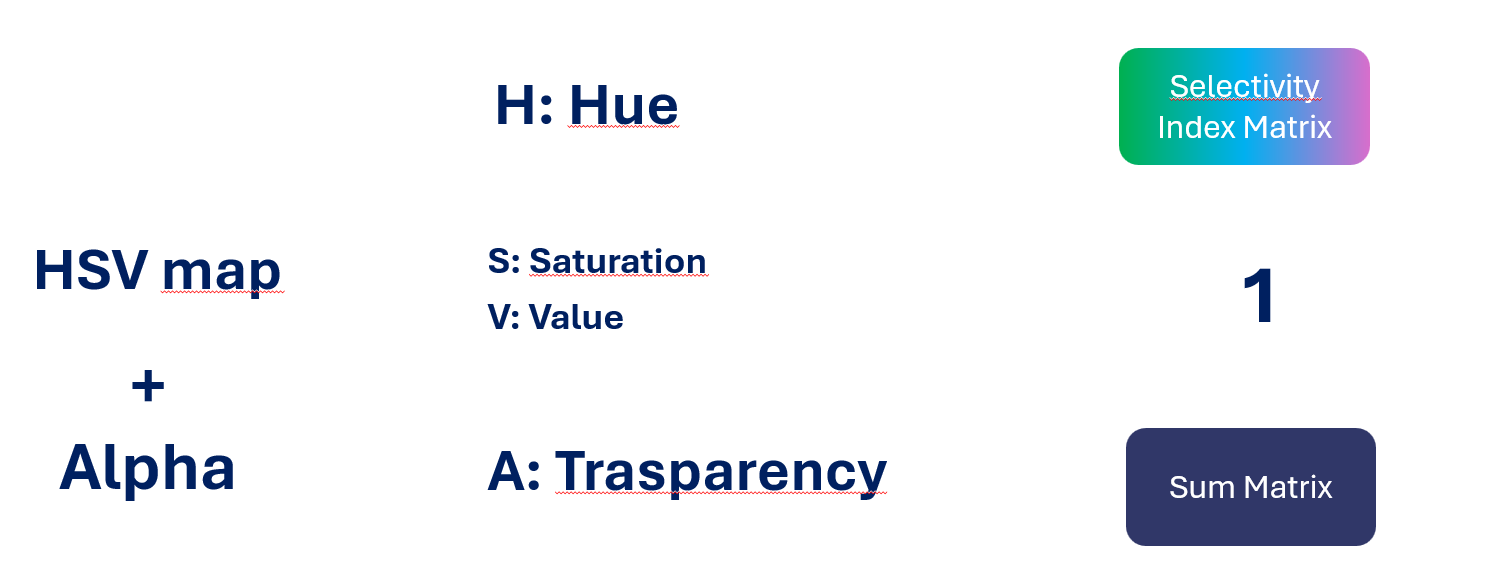 H: Hue
Selectivity
Index Matrix
HSV map
+
Alpha
S: Saturation
V: Value
1
A: Trasparency
Sum Matrix